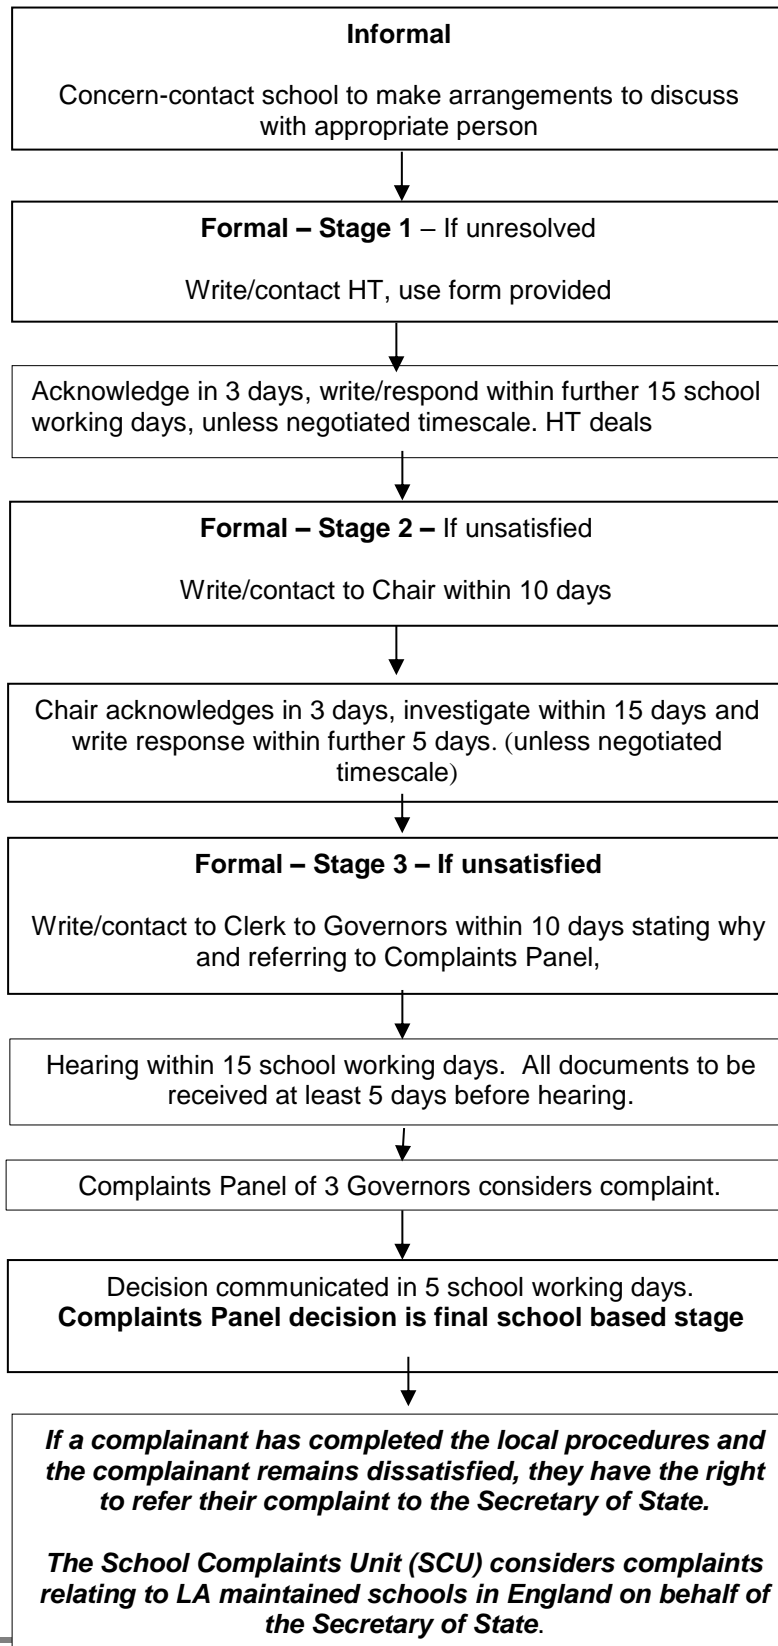 Informal
Concern-contact school to make arrangements to discuss
with appropriate person
Formal – Stage 1 – If unresolved
Write/contact HT, use form provided
Acknowledge in 3 days, write/respond within further 15 school
working days, unless negotiated timescale. HT deals
Formal – Stage 2 – If unsatisfied
Write/contact to Chair within 10 days
Chair acknowledges in 3 days, investigate within 15 days and
write response within further 5 days. (unless negotiated
timescale)
Formal – Stage 3 – If unsatisfied
Write/contact to Clerk to Governors within 10 days stating why
and referring to Complaints Panel,
Hearing within 15 school working days.  All documents to be
received at least 5 days before hearing.
Complaints Panel of 3 Governors considers complaint.
Decision communicated in 5 school working days.
Complaints Panel decision is final school based stage
If a complainant has completed the local procedures and
the complainant remains dissatisfied, they have the right
to refer their complaint to the Secretary of State.
The School Complaints Unit (SCU) considers complaints
relating to LA maintained schools in England on behalf of
the Secretary of State.